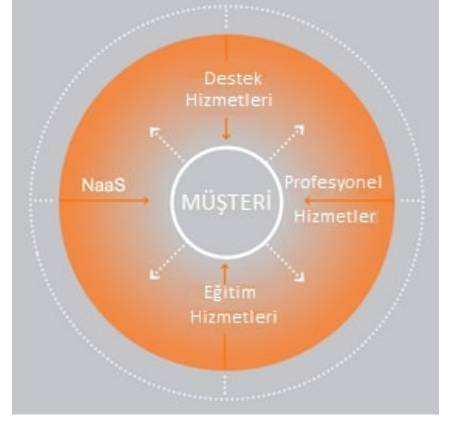 Destek
Hizmetleri
NaaS
MÜŞTERİ
Profesyonel
Hizmetler
Eğitim
Hizmetleri